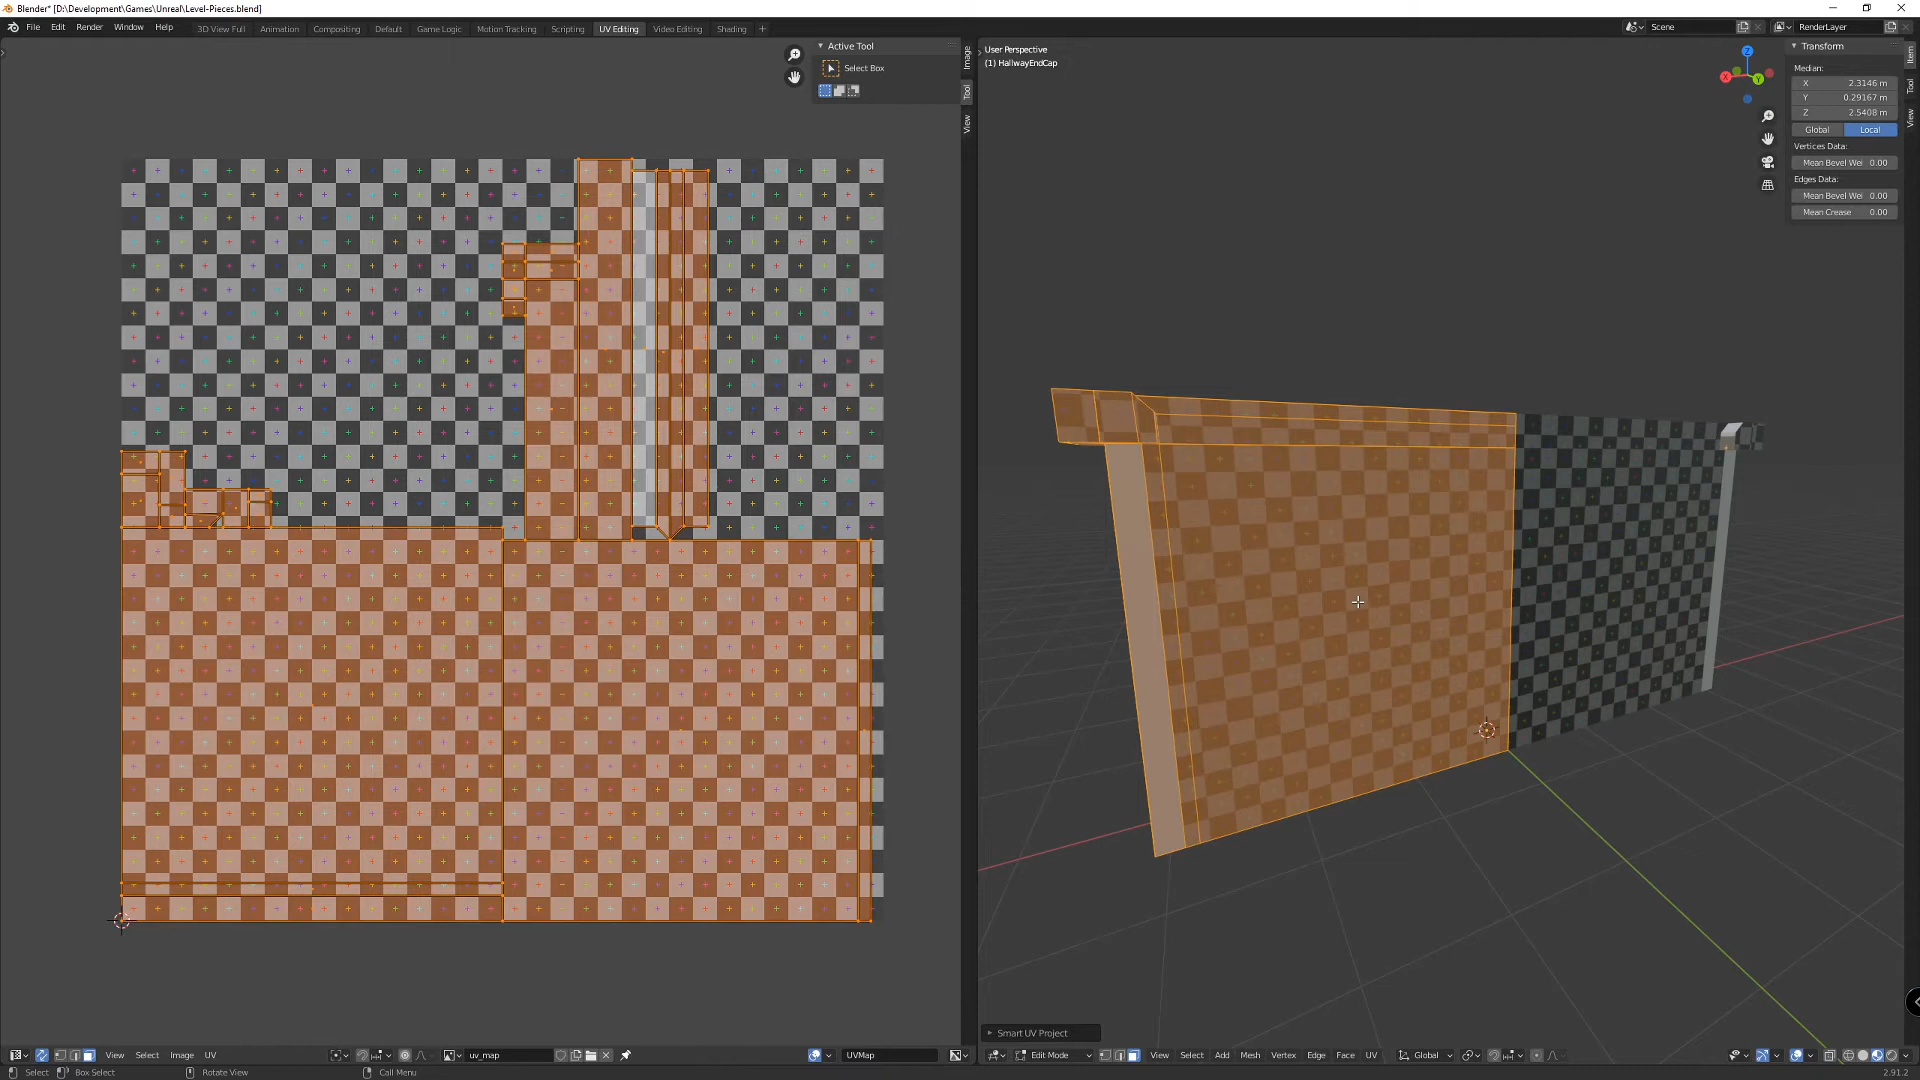 Blender* [D:\Development\Games\Unreal\Level-Pieces.blend]
File Edit Render Window Help
3D View Full Animation Compositing Default Game Logic Motion Tracking Scripting UV Editing Video Editing Shading +
Scene
RenderLayer
Active Tool
Select Box
Image
Tool
View
User Perspective
(1) HallwayEndCap
Z
X
Y
Transform
Median:
X 2.3146 m
Y 0.29167 m
Z 2.5408 m
Global Local
Vertices Data:
Mean Bevel Wei 0.00
Edges Data:
Mean Bevel Wei 0.00
Mean Crease 0.00
Item
Tool
View
Smart UV Project
View Select Image UV
uv_map
UVMap
Edit Mode
View Select Add Mesh Vertex Edge Face UV
Global
Select Box Select Rotate View Call Menu
2.91.2